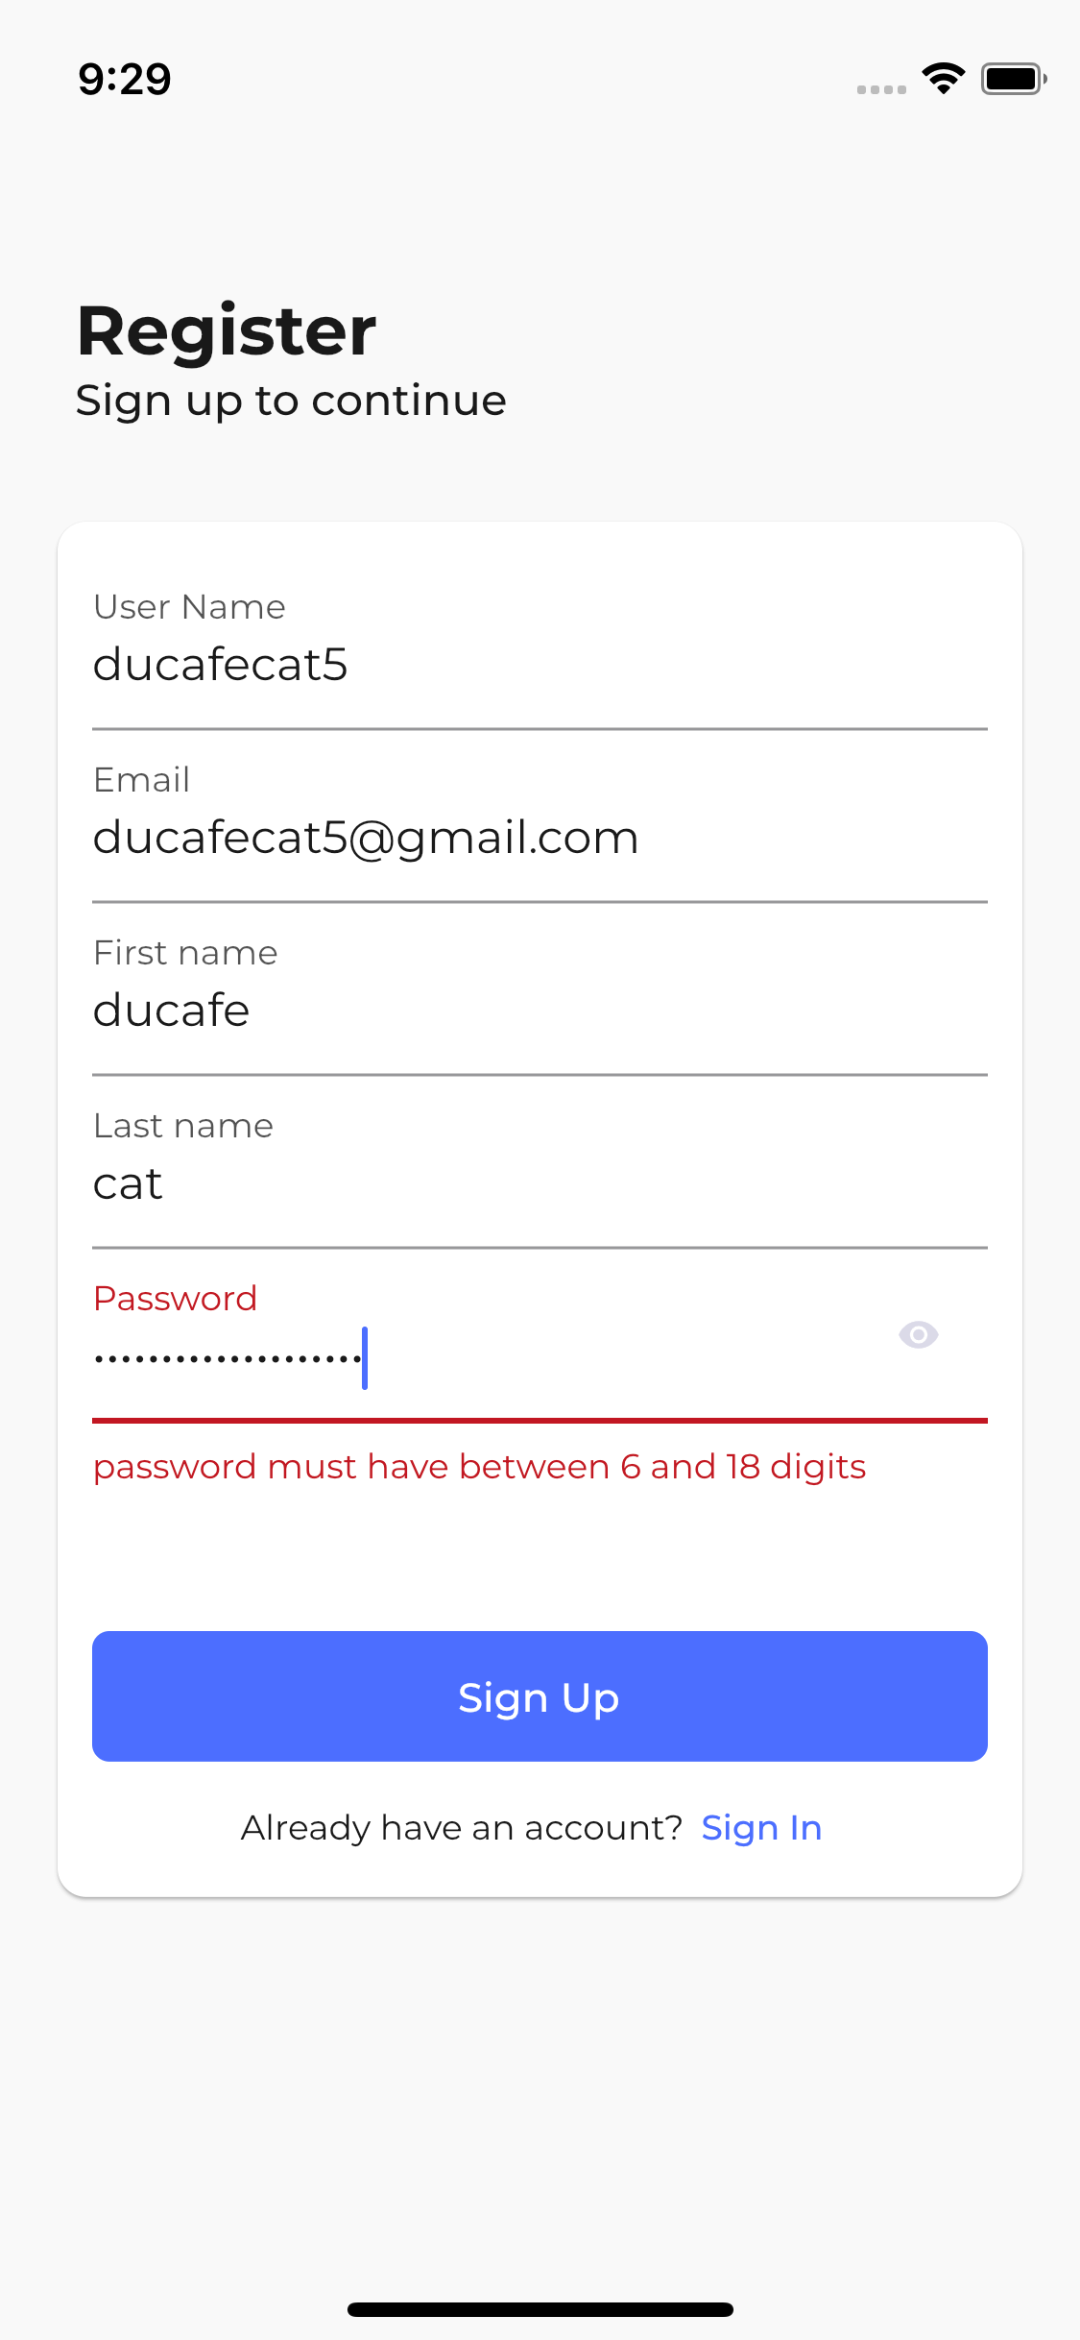 9:29
Register
Sign up to continue
User Name
ducafecat5
Email
ducafecat5@gmail.com
First name
ducafe
Last name
cat
Password
••••••••••••••••••••
password must have between 6 and 18 digits
Sign Up
Already have an account? Sign In